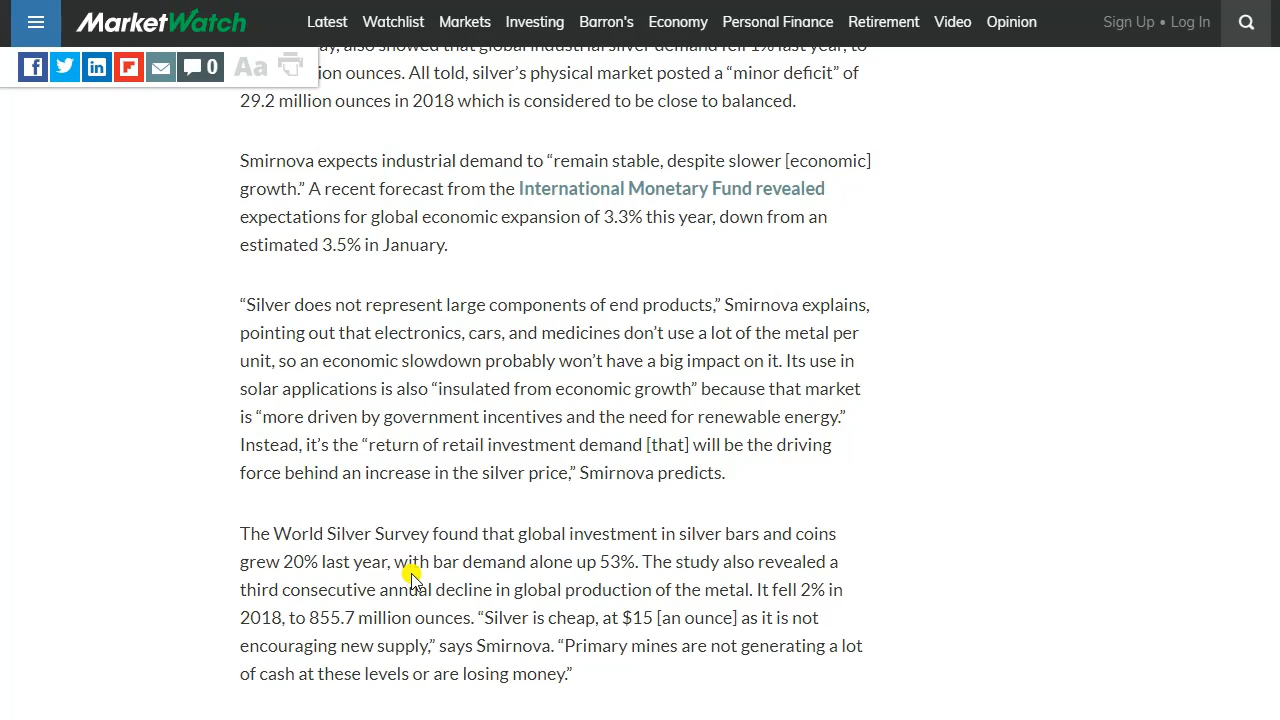 MarketWatch Latest Watchlist Markets Investing Barron's Economy Personal Finance Retirement Video Opinion Sign Up • Log In
also showed that global industrial silver demand fell 1% last year, to
0 Aa ion ounces. All told, silver’s physical market posted a “minor deficit” of
29.2 million ounces in 2018 which is considered to be close to balanced.
Smirnova expects industrial demand to “remain stable, despite slower [economic]
growth.” A recent forecast from the International Monetary Fund revealed
expectations for global economic expansion of 3.3% this year, down from an
estimated 3.5% in January.
“Silver does not represent large components of end products,” Smirnova explains,
pointing out that electronics, cars, and medicines don’t use a lot of the metal per
unit, so an economic slowdown probably won’t have a big impact on it. Its use in
solar applications is also “insulated from economic growth” because that market
is “more driven by government incentives and the need for renewable energy.”
Instead, it’s the “return of retail investment demand [that] will be the driving
force behind an increase in the silver price,” Smirnova predicts.
The World Silver Survey found that global investment in silver bars and coins
grew 20% last year, with bar demand alone up 53%. The study also revealed a
third consecutive annual decline in global production of the metal. It fell 2% in
2018, to 855.7 million ounces. “Silver is cheap, at $15 [an ounce] as it is not
encouraging new supply,” says Smirnova. “Primary mines are not generating a lot
of cash at these levels or are losing money.”